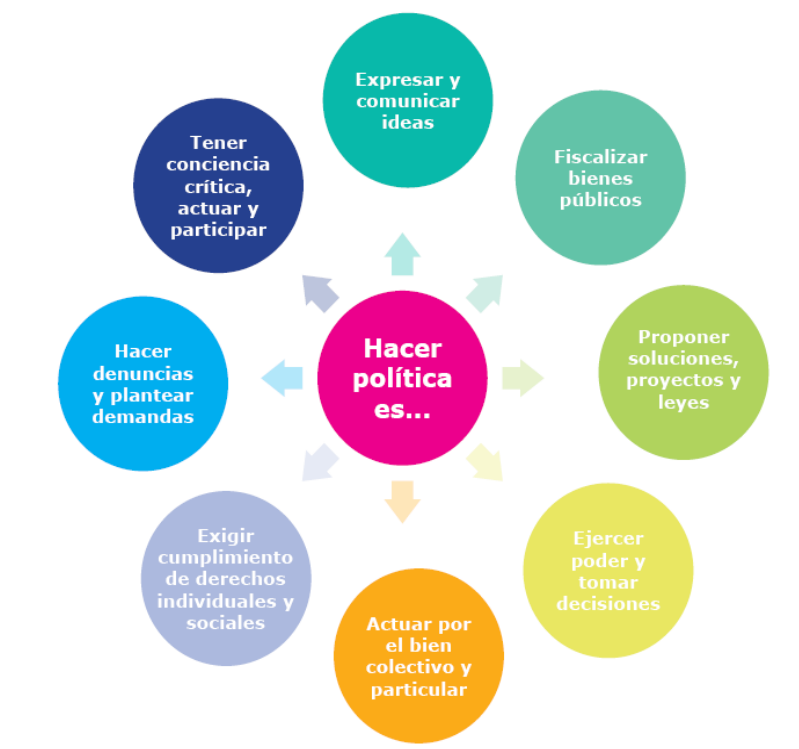 Expresar y
comunicar
ideas
Fiscalizar
bienes
públicos
Proponer
soluciones,
proyectos y
leyes
Ejercer
poder y
tomar
decisiones
Actuar por
el bien
colectivo y
particular
Exigir
cumplimiento
de derechos
individuales y
sociales
Hacer
denuncias
y plantear
demandas
Tener
conciencia
crítica,
actuar y
participar
Hacer
política
es...